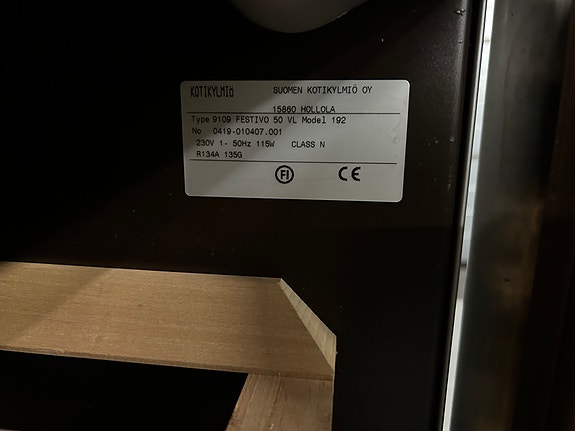 KOTIKYLMIÖ SUOMEN KOTIKYLMIÖ OY
15860 HOLLOLA
Type 9109 FESTIVO 50 VL Model 192
No 0419-010407.001
230V 1~ 50Hz 115W CLASS N
R134A 135G
FI CE